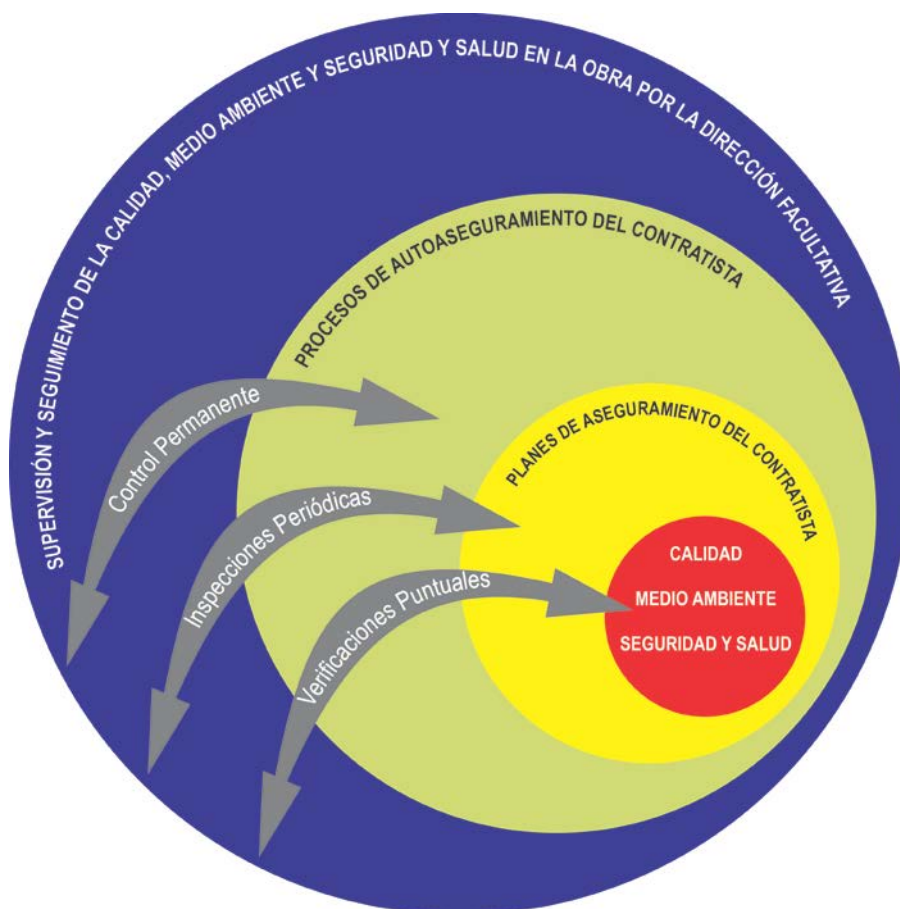 SUPERVISIÓN Y SEGUIMIENTO DE LA CALIDAD, MEDIO AMBIENTE Y SEGURIDAD Y SALUD EN LA OBRA POR LA DIRECCIÓN FACULTATIVA
PROCESOS DE AUTOASEGURAMIENTO DEL CONTRATISTA
PLANES DE ASEGURAMIENTO DEL CONTRATISTA
Control Permanente
Inspecciones Periódicas
Verificaciones Puntuales
CALIDAD
MEDIO AMBIENTE
SEGURIDAD Y SALUD